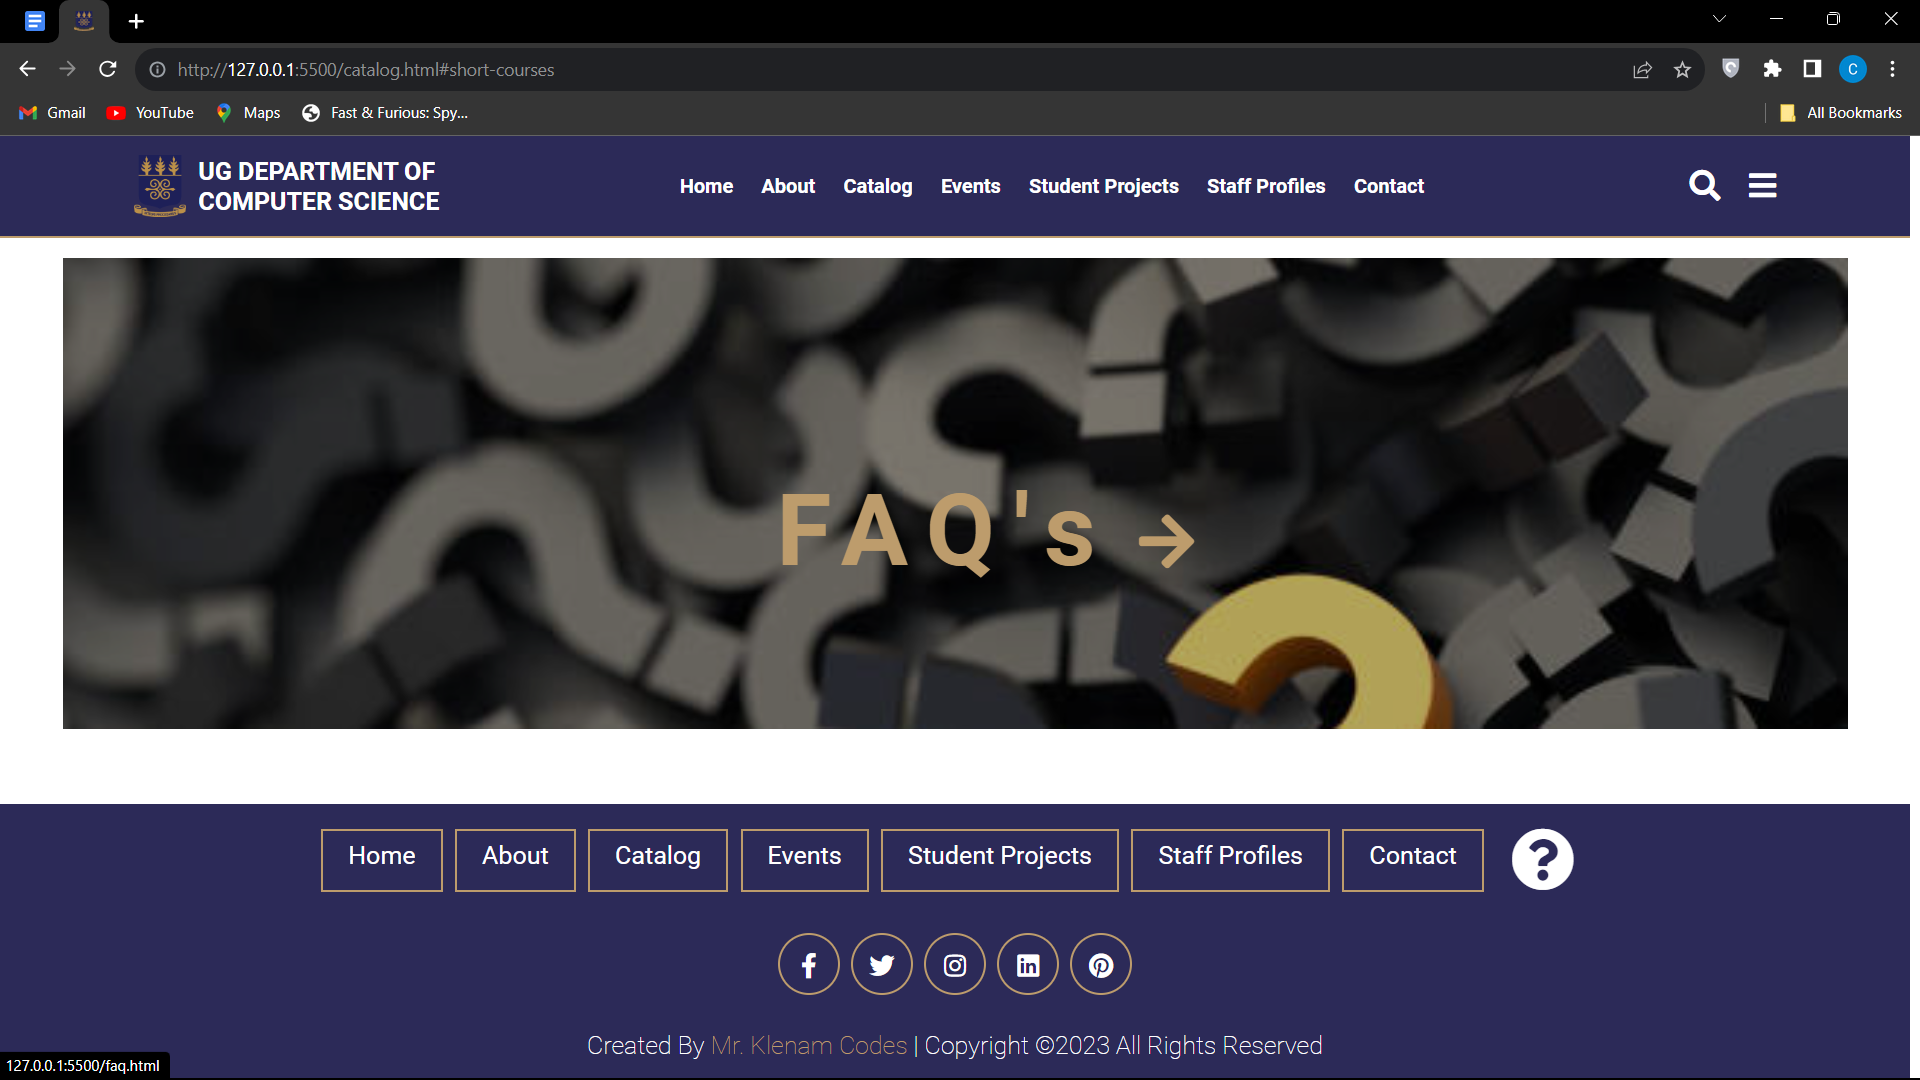 http://127.0.0.1:5500/catalog.html#short-courses
C
Gmail YouTube Maps Fast & Furious: Spy... All Bookmarks
UG DEPARTMENT OF
COMPUTER SCIENCE
Home About Catalog Events Student Projects Staff Profiles Contact
FAQ's
Home About Catalog Events Student Projects Staff Profiles Contact
Created By Mr. Klenam Codes | Copyright ©2023 All Rights Reserved
127.0.0.1:5500/faq.html